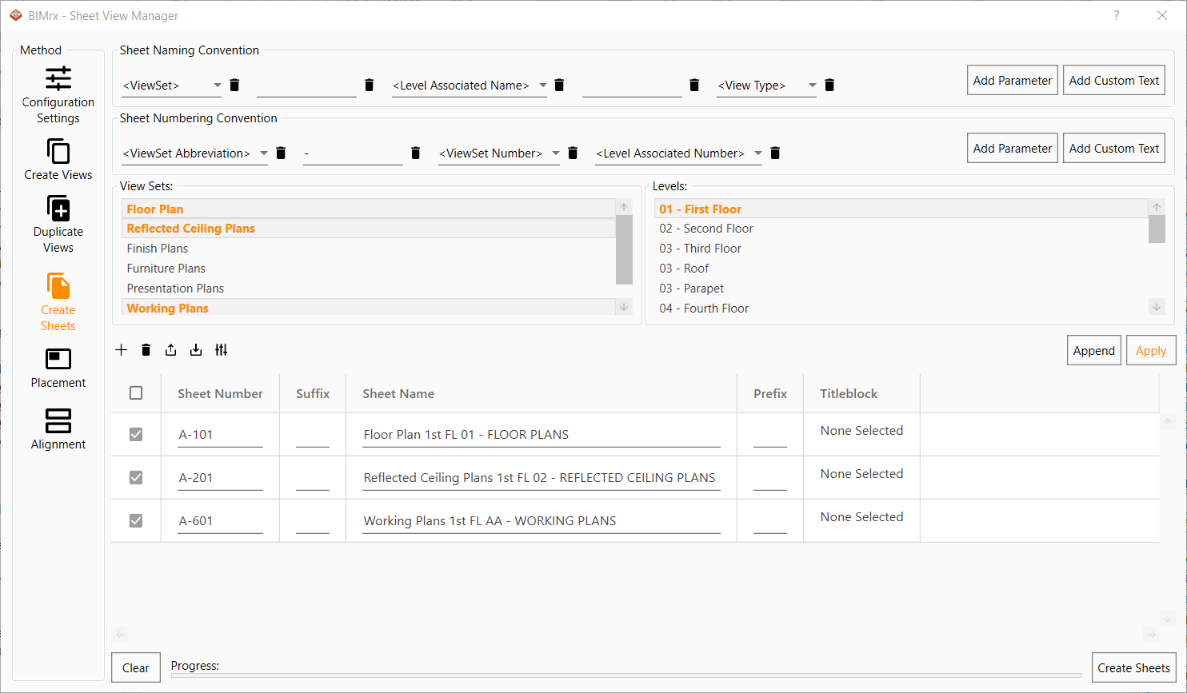 BIMrx - Sheet View Manager ?
Method
Configuration
Settings
Create Views
Duplicate
Views
Create
Sheets
Placement
Alignment
Sheet Naming Convention
<ViewSet> <Level Associated Name> <View Type> Add Parameter Add Custom Text
Sheet Numbering Convention
<ViewSet Abbreviation> - <ViewSet Number> <Level Associated Number> Add Parameter Add Custom Text
View Sets:
Floor Plan
Reflected Ceiling Plans
Finish Plans
Furniture Plans
Presentation Plans
Working Plans
Levels:
01 - First Floor
02 - Second Floor
03 - Third Floor
03 - Roof
03 - Parapet
04 - Fourth Floor
Append Apply
Sheet Number Suffix Sheet Name Prefix Titleblock
A-101 Floor Plan 1st FL 01 - FLOOR PLANS None Selected
A-201 Reflected Ceiling Plans 1st FL 02 - REFLECTED CEILING PLANS None Selected
A-601 Working Plans 1st FL AA - WORKING PLANS None Selected
Clear Progress: Create Sheets